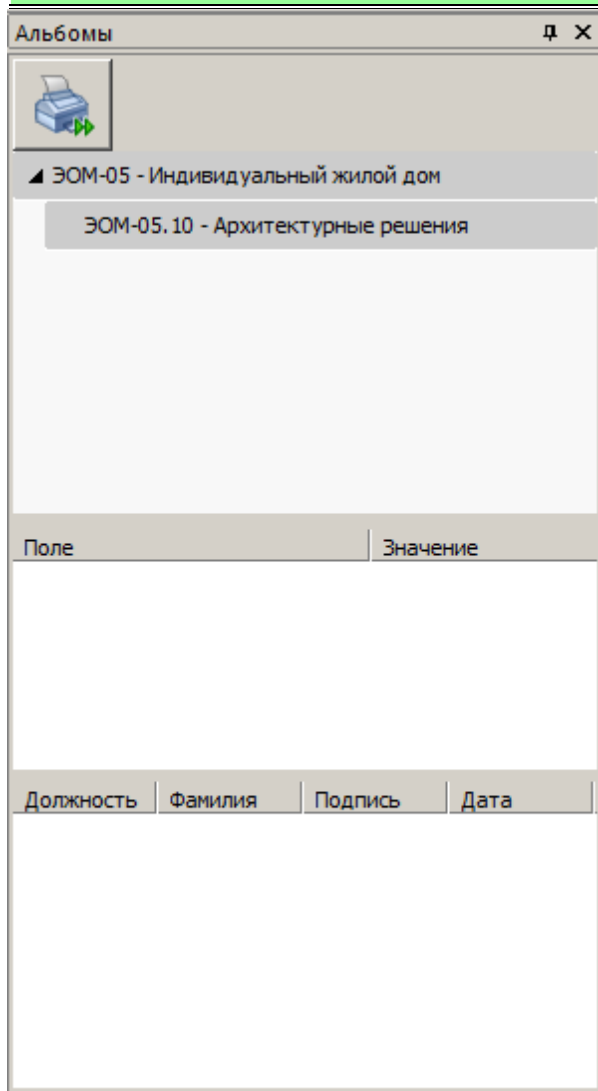 Альбомы
ЭОМ-05 - Индивидуальный жилой дом
ЭОМ-05.10 - Архитектурные решения
Поле Значение
Должность Фамилия Подпись Дата